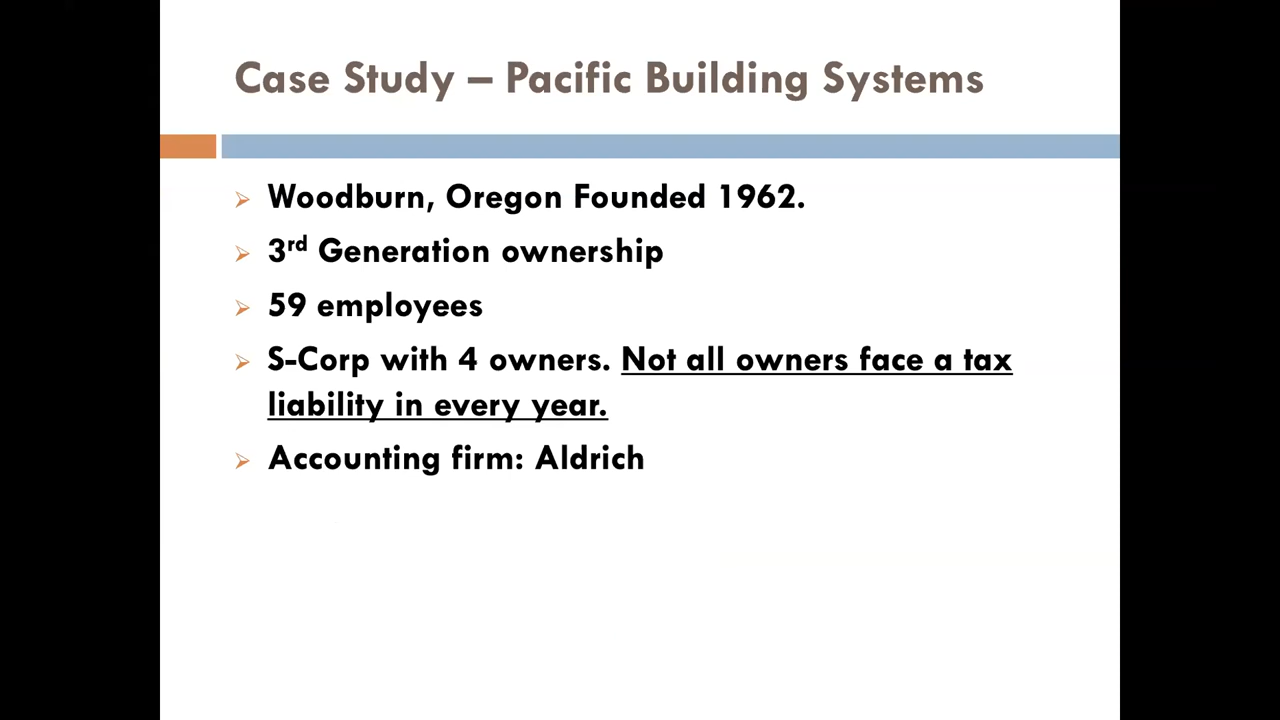 Case Study – Pacific Building Systems
➢ Woodburn, Oregon Founded 1962.
➢ 3rd Generation ownership
➢ 59 employees
➢ S-Corp with 4 owners. Not all owners face a tax
liability in every year.
➢ Accounting firm: Aldrich